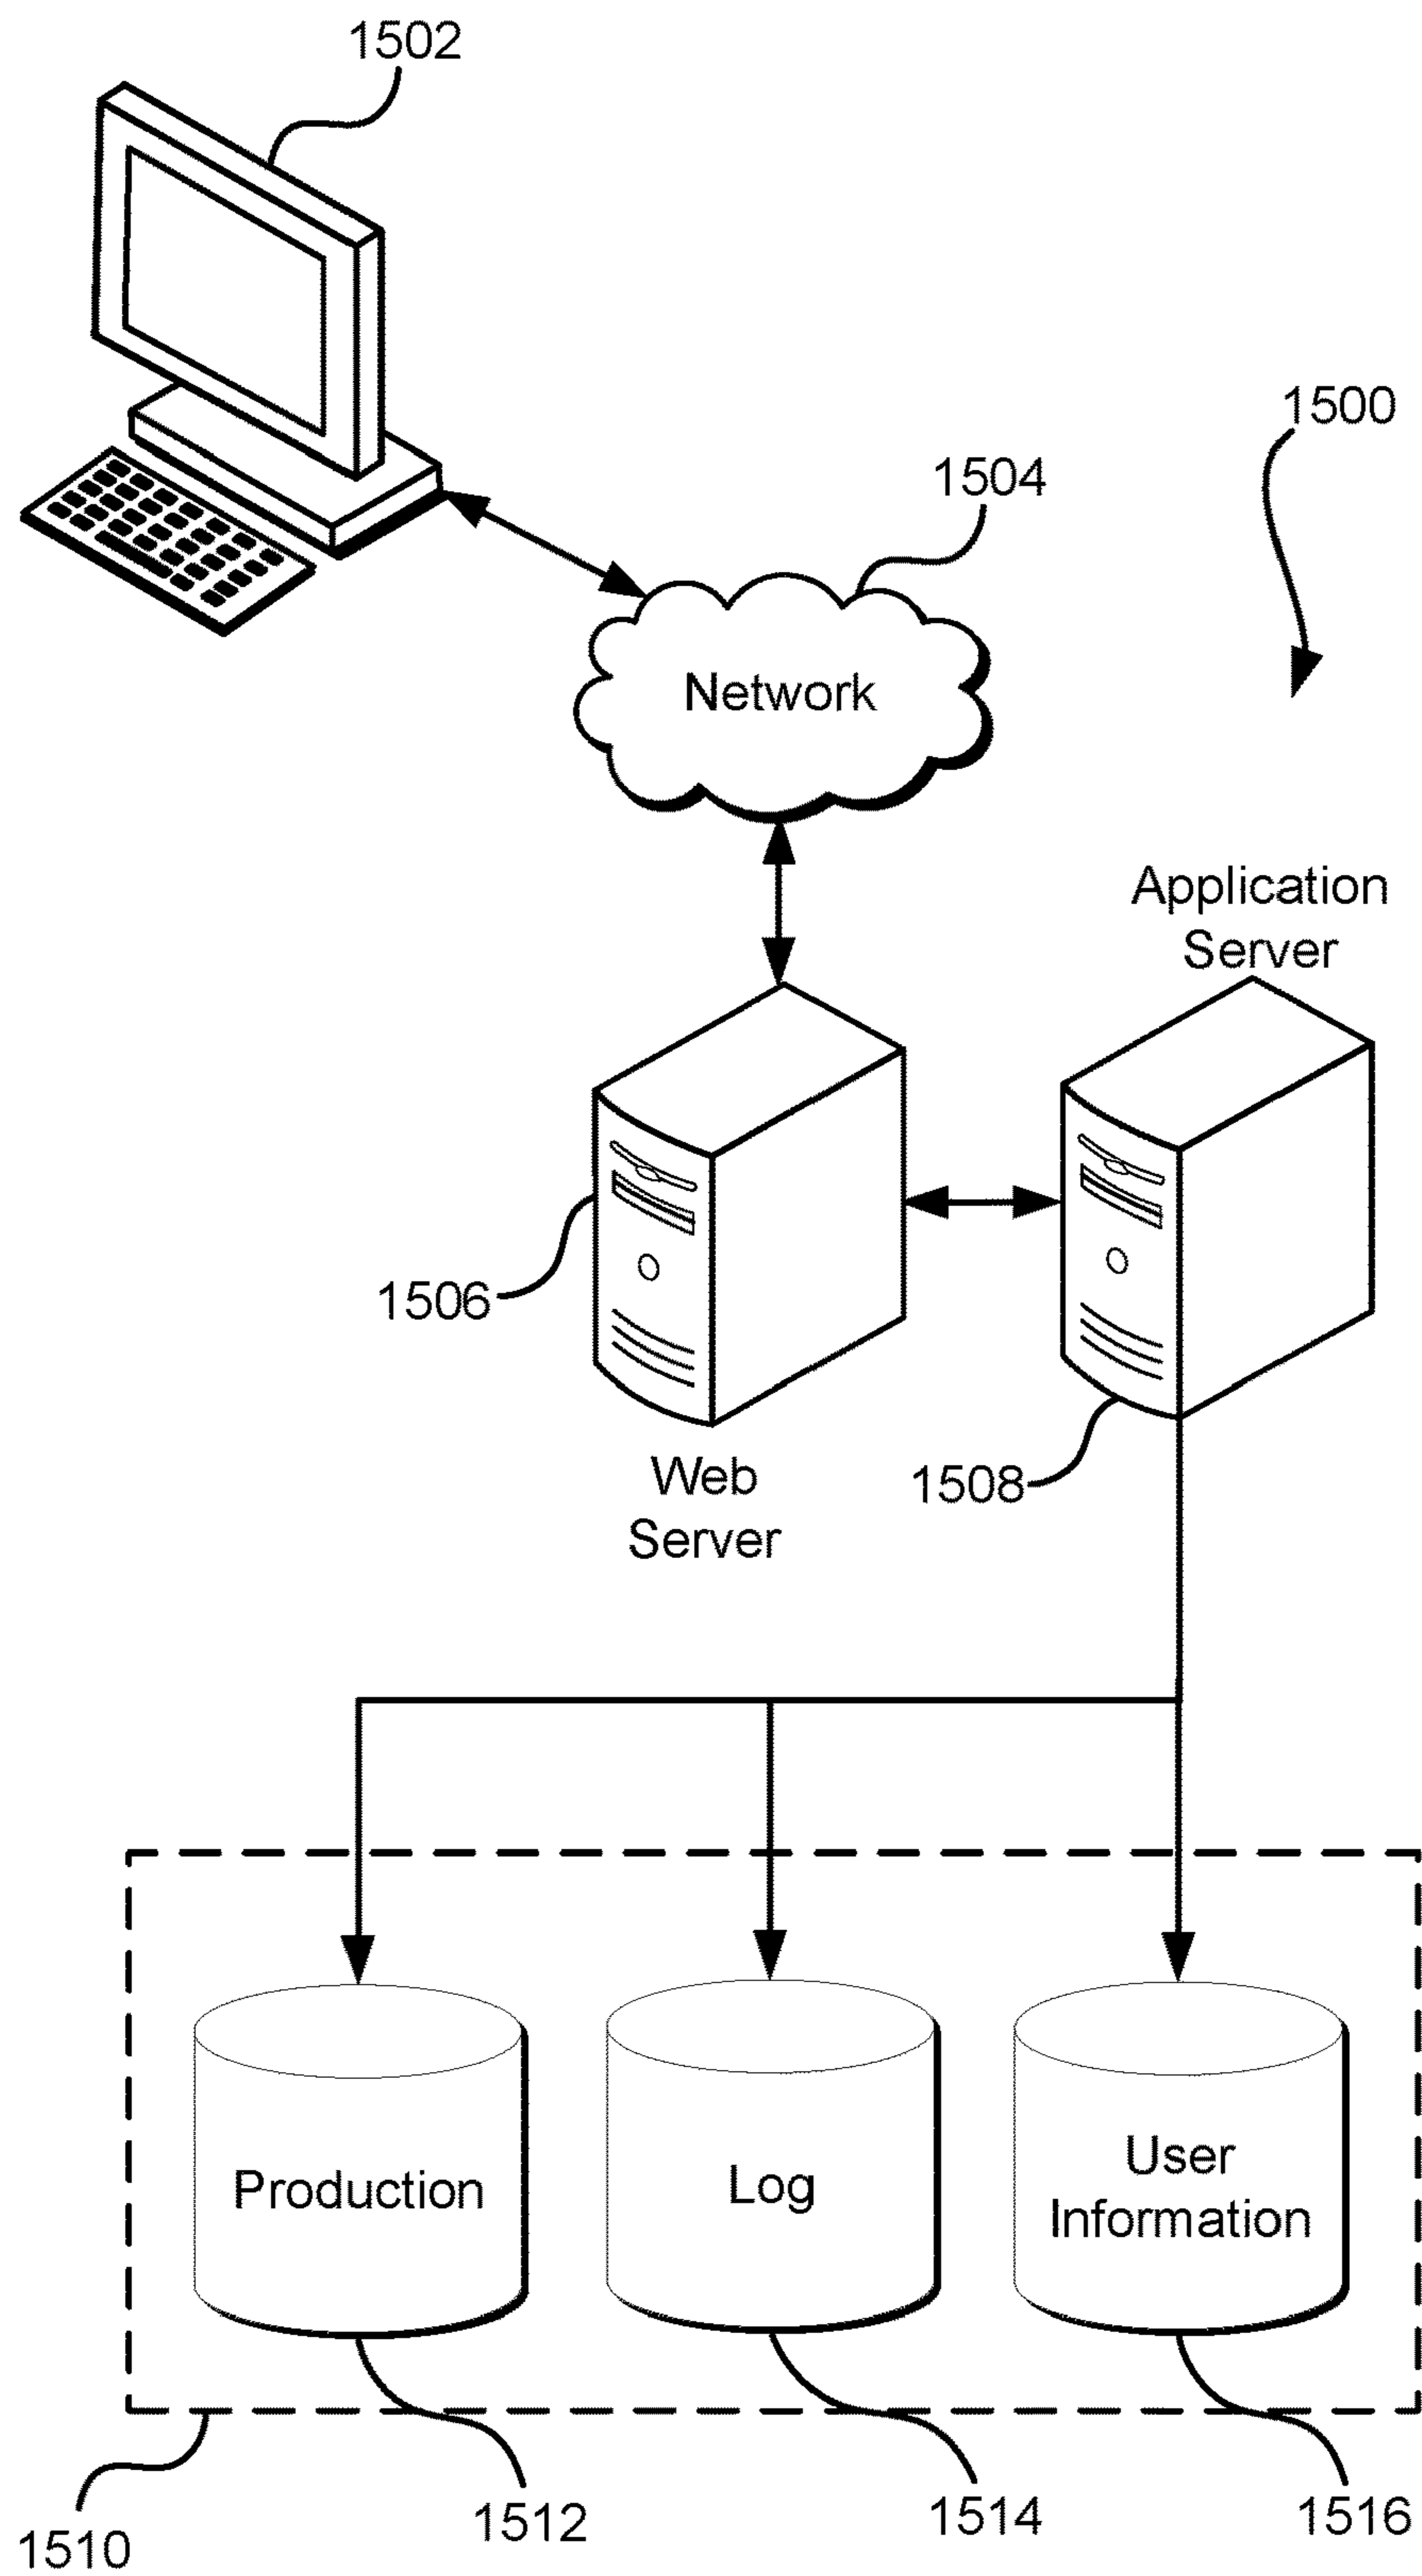 1502
1500
1504
Network
Application
Server
1506
Web
Server
1508
Production
Log
User
Information
1510
1512
1514
1516